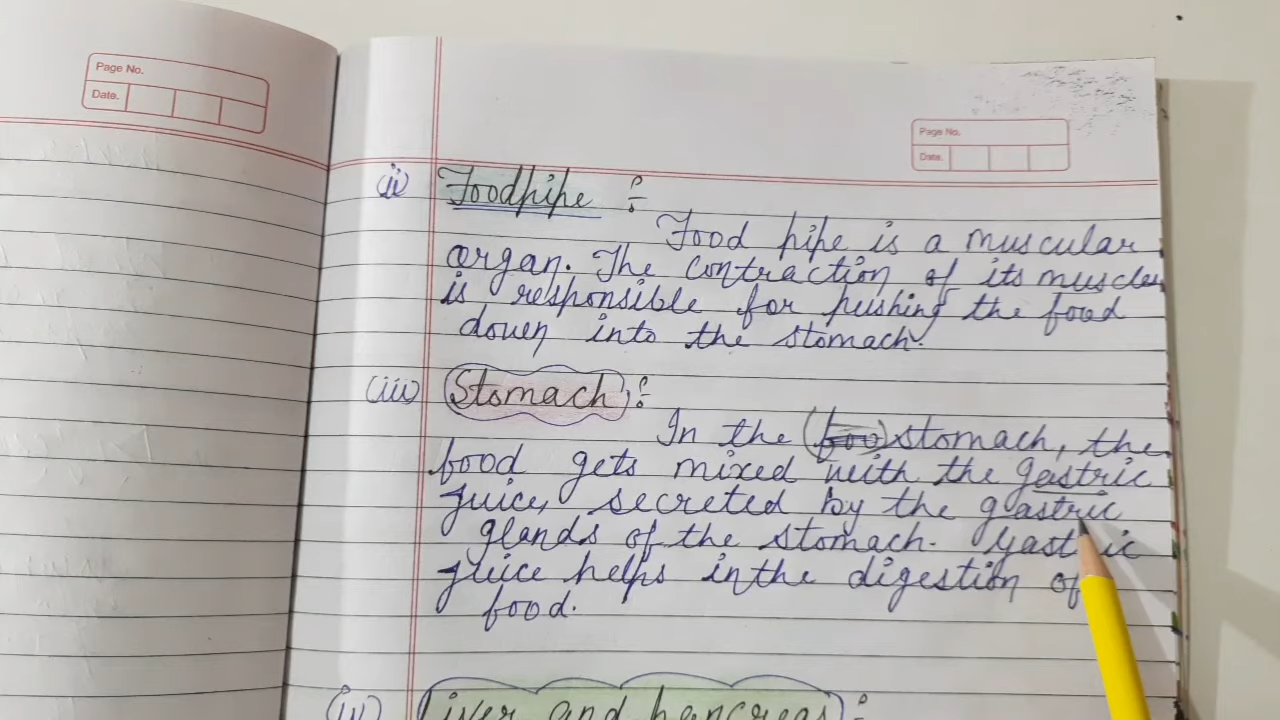 Page No.
Date.
Page No.
Date.
(ii) Foodpipe :-
Food pipe is a muscular
organ. The contraction of its muscles
is responsible for pushing the food
down into the stomach.
(iii) Stomach :-
In the (foo) stomach, the
food gets mixed with the gastric
juice, secreted by the gastric
glands of the stomach. Gastric
juice helps in the digestion of
food.
(iv) Liver and pancreas :-